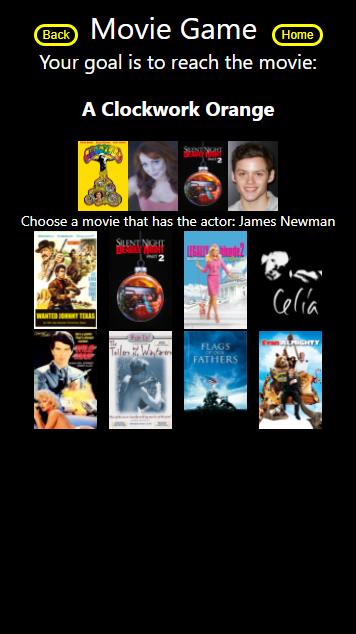 Back Movie Game Home
Your goal is to reach the movie:
A Clockwork Orange
SILENT NIGHT
DEADLY NIGHT
PART 2
Choose a movie that has the actor: James Newman
WANTED JOHNNY TEXAS
SILENT NIGHT
DEADLY NIGHT
PART 2
LEGALLY Blonde 2
Celia
WILD
FLAGS
OF OUR
FATHERS
EVAN ALMIGHTY